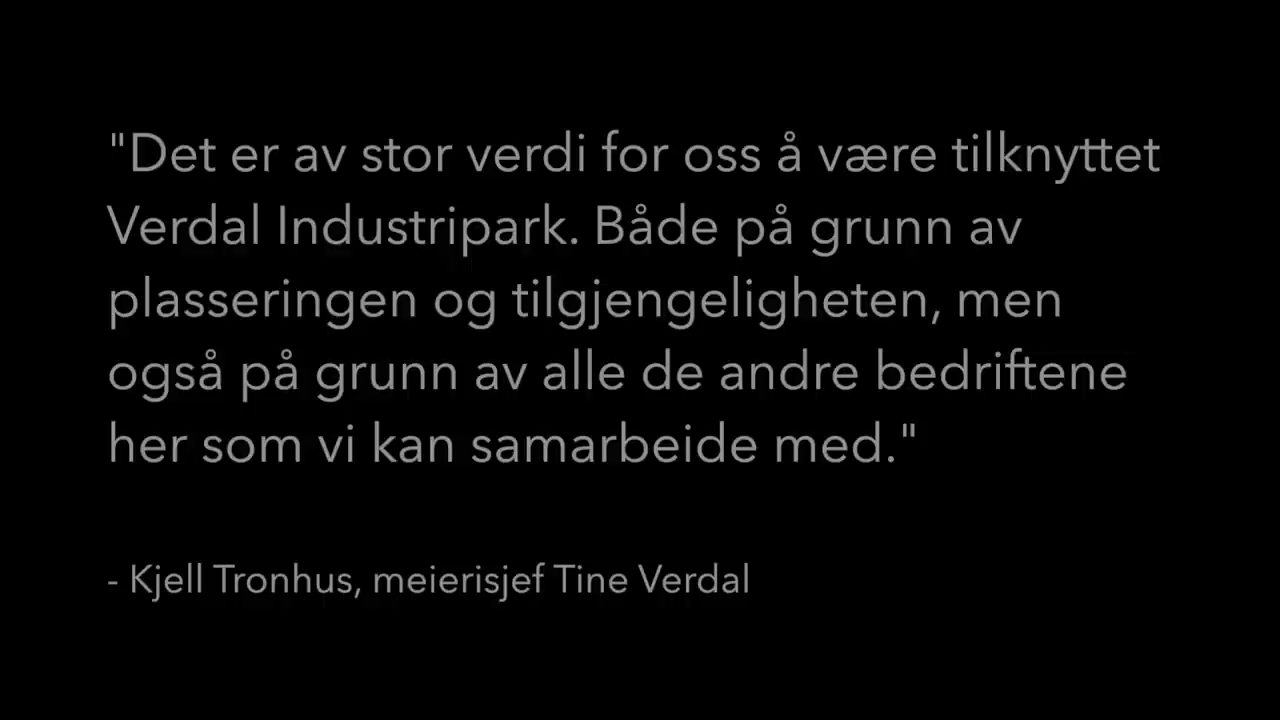 "Det er av stor verdi for oss å være tilknyttet
Verdal Industripark. Både på grunn av
plasseringen og tilgjengeligheten, men
også på grunn av alle de andre bedriftene
her som vi kan samarbeide med."
- Kjell Tronhus, meierisjef Tine Verdal